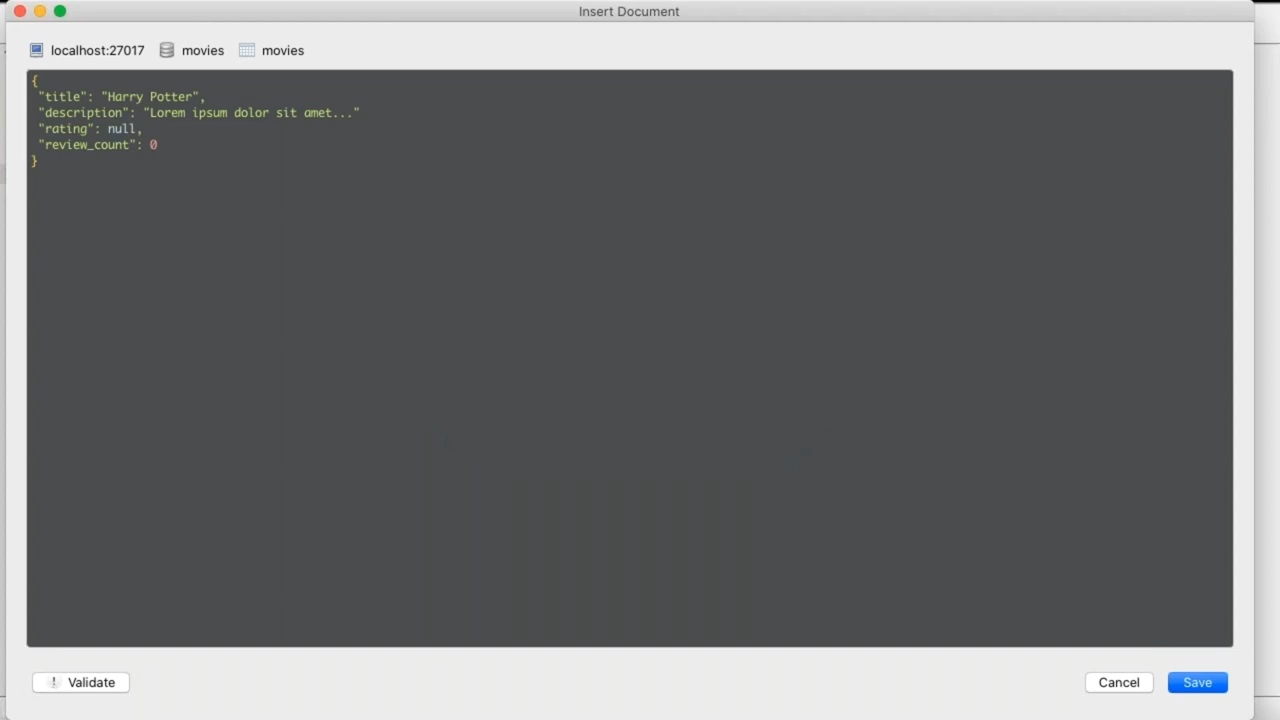 Insert Document
localhost:27017 movies movies
{
"title": "Harry Potter",
"description": "Lorem ipsum dolor sit amet..."
"rating": null,
"review_count": 0
}
! Validate
Cancel
Save